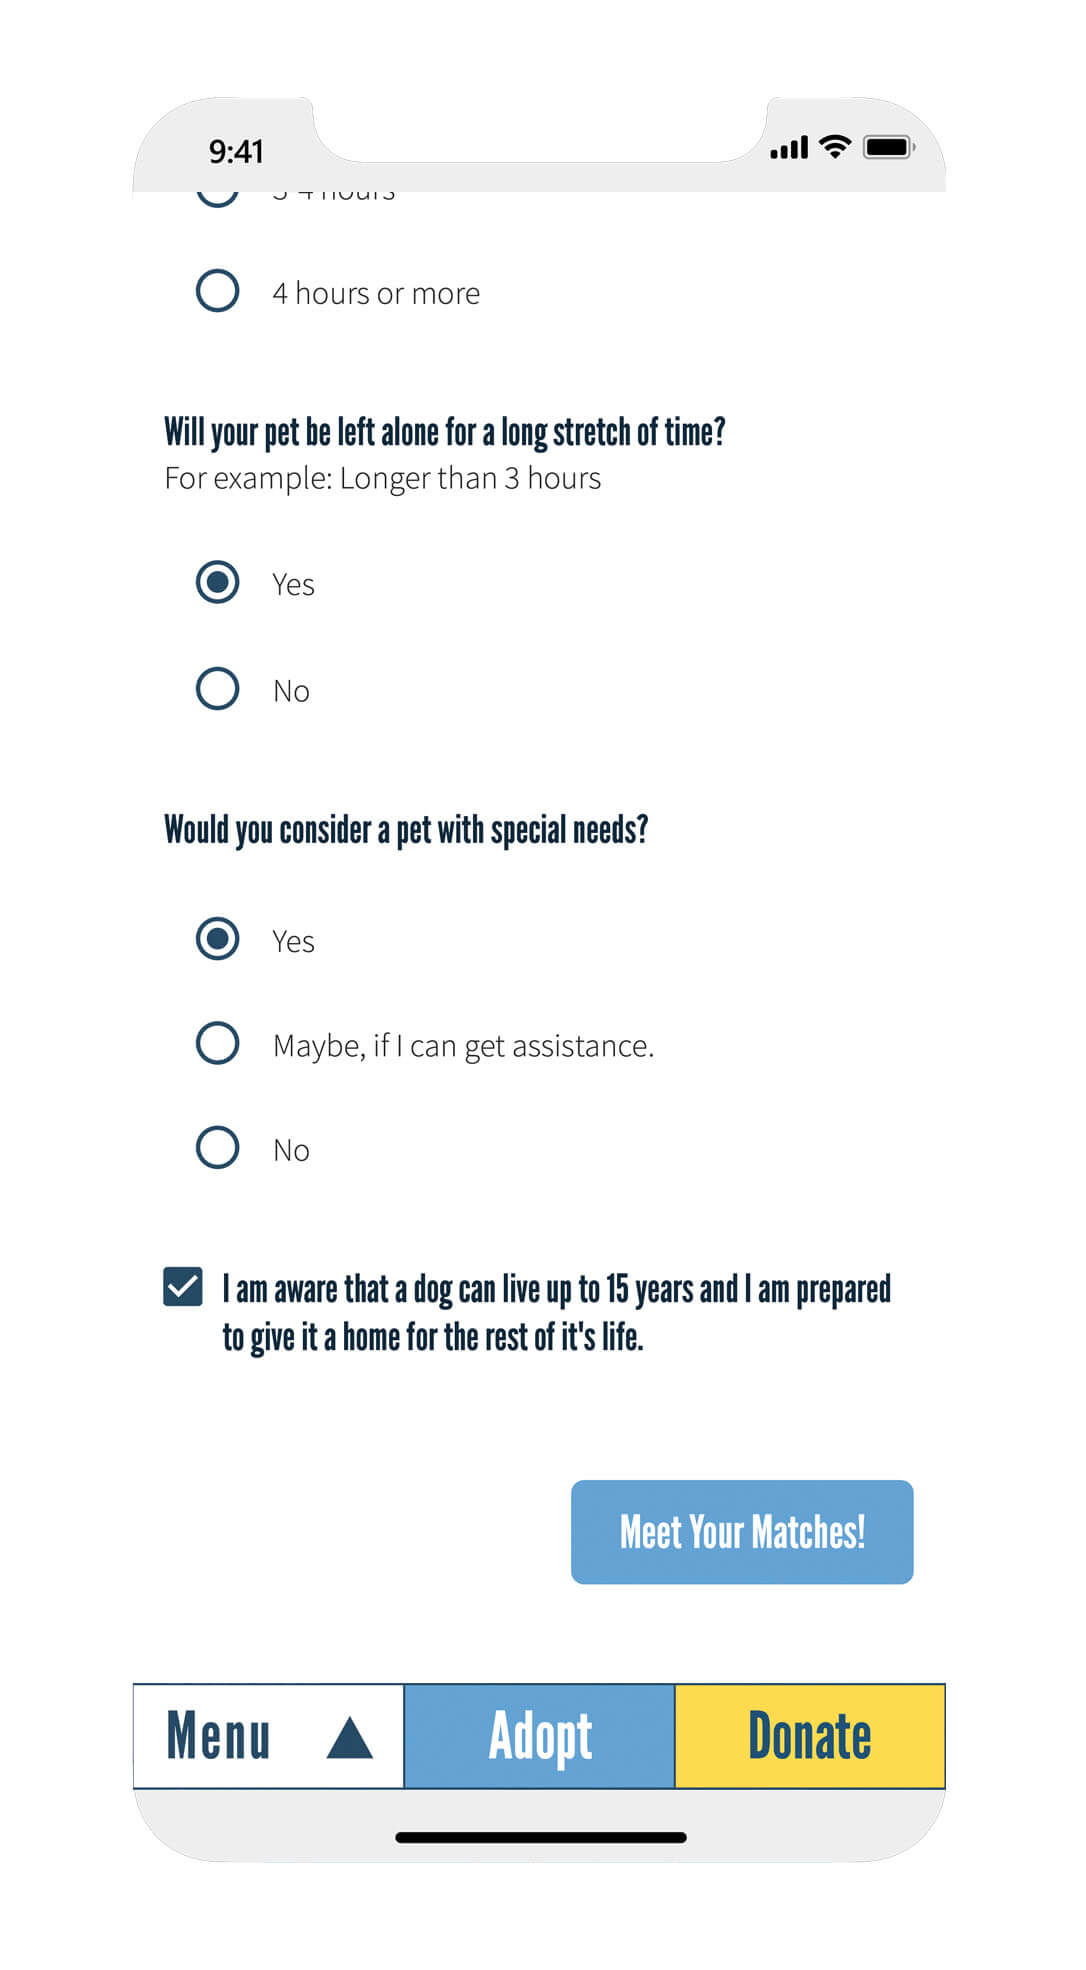 9:41
hours
4 hours or more
Will your pet be left alone for a long stretch of time?
For example: Longer than 3 hours
Yes
No
Would you consider a pet with special needs?
Yes
Maybe, if I can get assistance.
No
I am aware that a dog can live up to 15 years and I am prepared
to give it a home for the rest of it's life.
Meet Your Matches!
Menu
Adopt
Donate